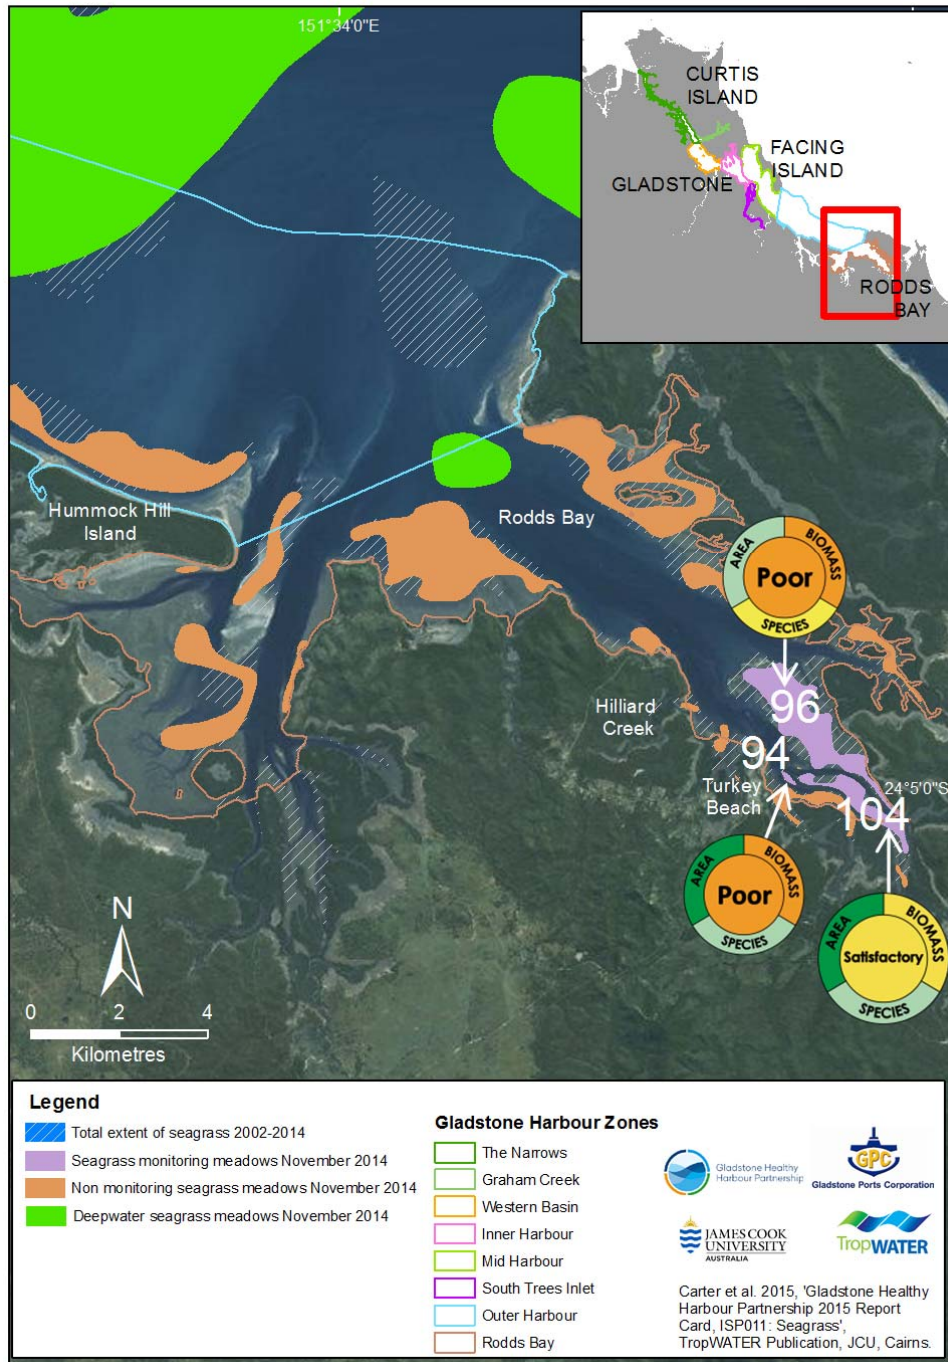 151°34'0"E
CURTIS
ISLAND
FACING
ISLAND
GLADSTONE
RODDS
BAY
Hummock Hill
Island
Rodds Bay
AREA
BIOMASS
Poor
SPECIES
96
Hilliard
Creek
94
Turkey
Beach
24°5'0"S
104
AREA
BIOMASS
Poor
SPECIES
AREA
BIOMASS
Satisfactory
SPECIES
N
0 2 4
Kilometres
Legend
Total extent of seagrass 2002-2014
Seagrass monitoring meadows November 2014
Non monitoring seagrass meadows November 2014
Deepwater seagrass meadows November 2014
Gladstone Harbour Zones
The Narrows
Graham Creek
Western Basin
Inner Harbour
Mid Harbour
South Trees Inlet
Outer Harbour
Rodds Bay
Gladstone Healthy
Harbour Partnership
GPC
Gladstone Ports Corporation
JAMES COOK
UNIVERSITY
AUSTRALIA
TropWATER
Carter et al. 2015, 'Gladstone Healthy
Harbour Partnership 2015 Report
Card, ISP011: Seagrass',
TropWATER Publication, JCU, Cairns.